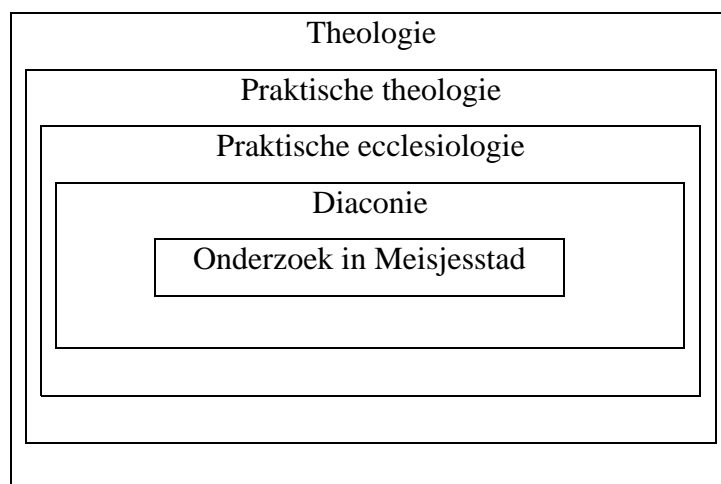 Theologie
Praktische theologie
Praktische ecclesiologie
Diaconie
Onderzoek in Meisjesstad